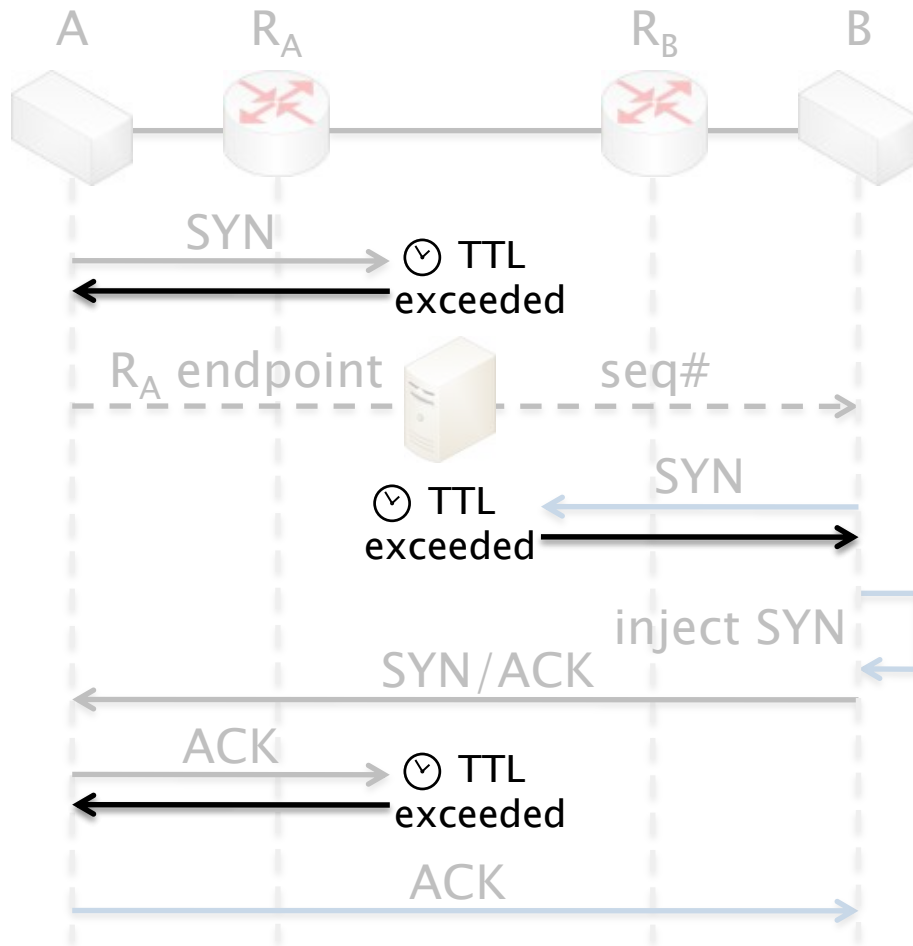 A R_A R_B B
SYN
TTL
exceeded
R_A endpoint seq#
SYN
TTL
exceeded
inject SYN
SYN/ACK
ACK
TTL
exceeded
ACK